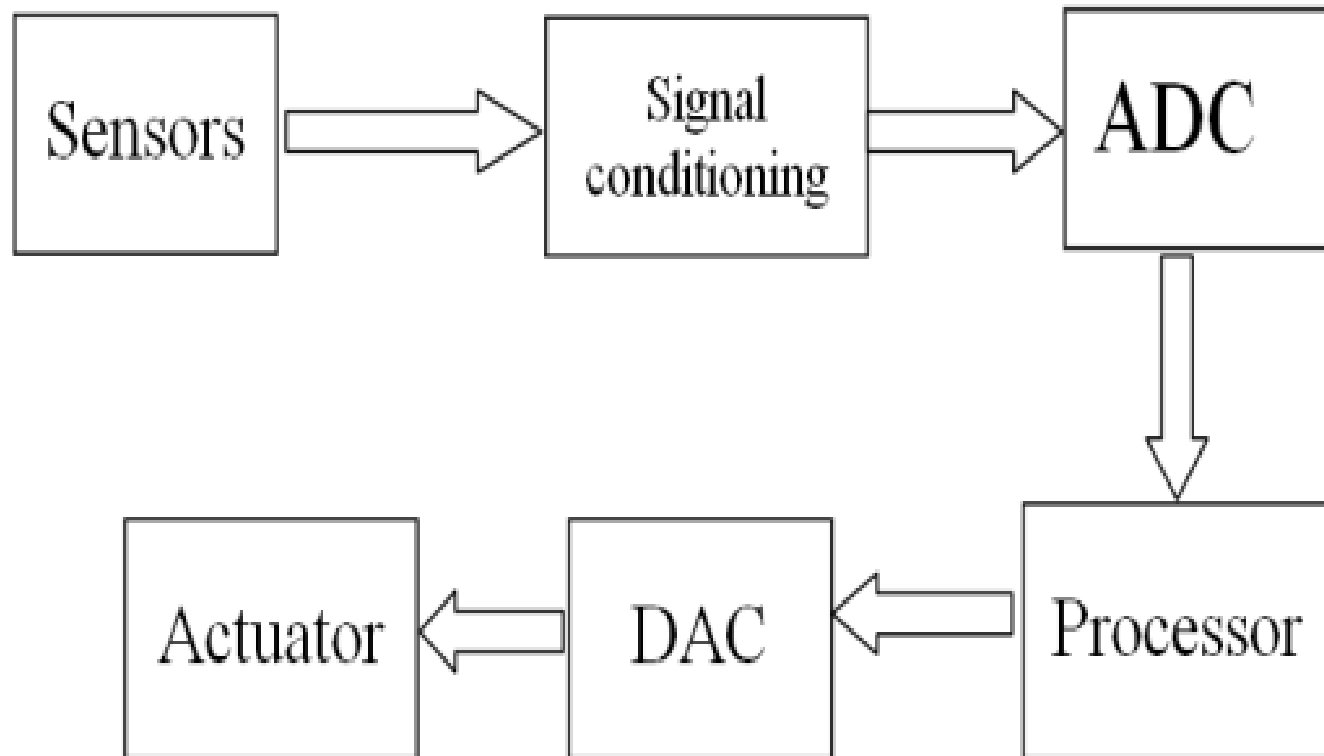 Sensors
Signal
conditioning
ADC
Processor
DAC
Actuator